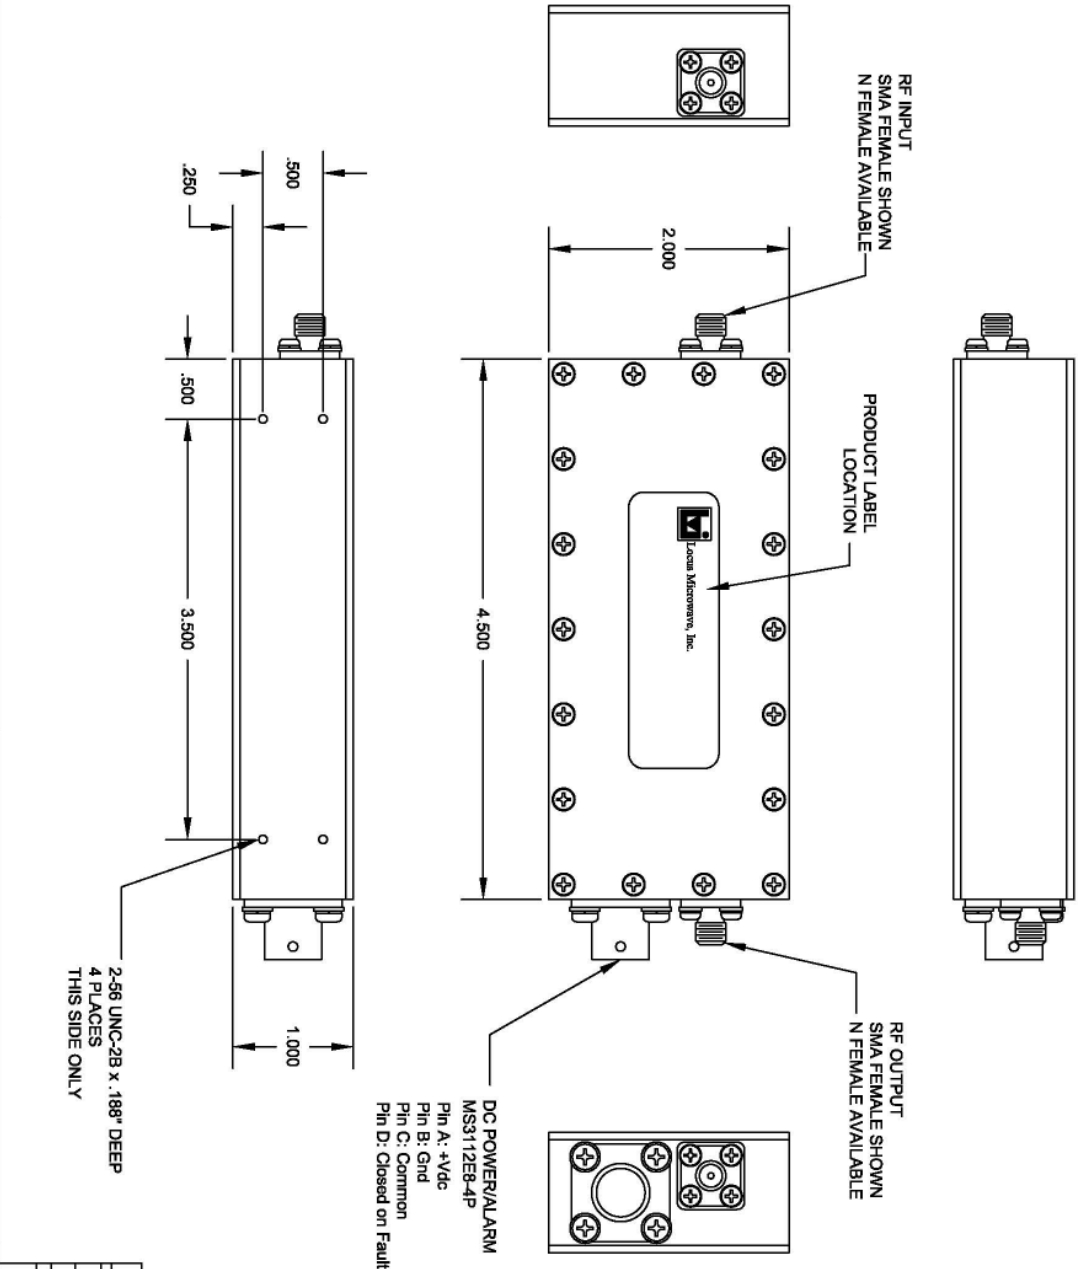 RF INPUT
SMA FEMALE SHOWN
N FEMALE AVAILABLE
PRODUCT LABEL
LOCATION
RF OUTPUT
SMA FEMALE SHOWN
N FEMALE AVAILABLE
2.000
Locus Microwave, Inc.
4.500
DC POWER/ALARM
MS3112E8-4P
Pin A: +Vdc
Pin B: Gnd
Pin C: Common
Pin D: Closed on Fault
.500
.250
.500
3.500
1.000
2-56 UNC-2B x .188" DEEP
4 PLACES
THIS SIDE ONLY